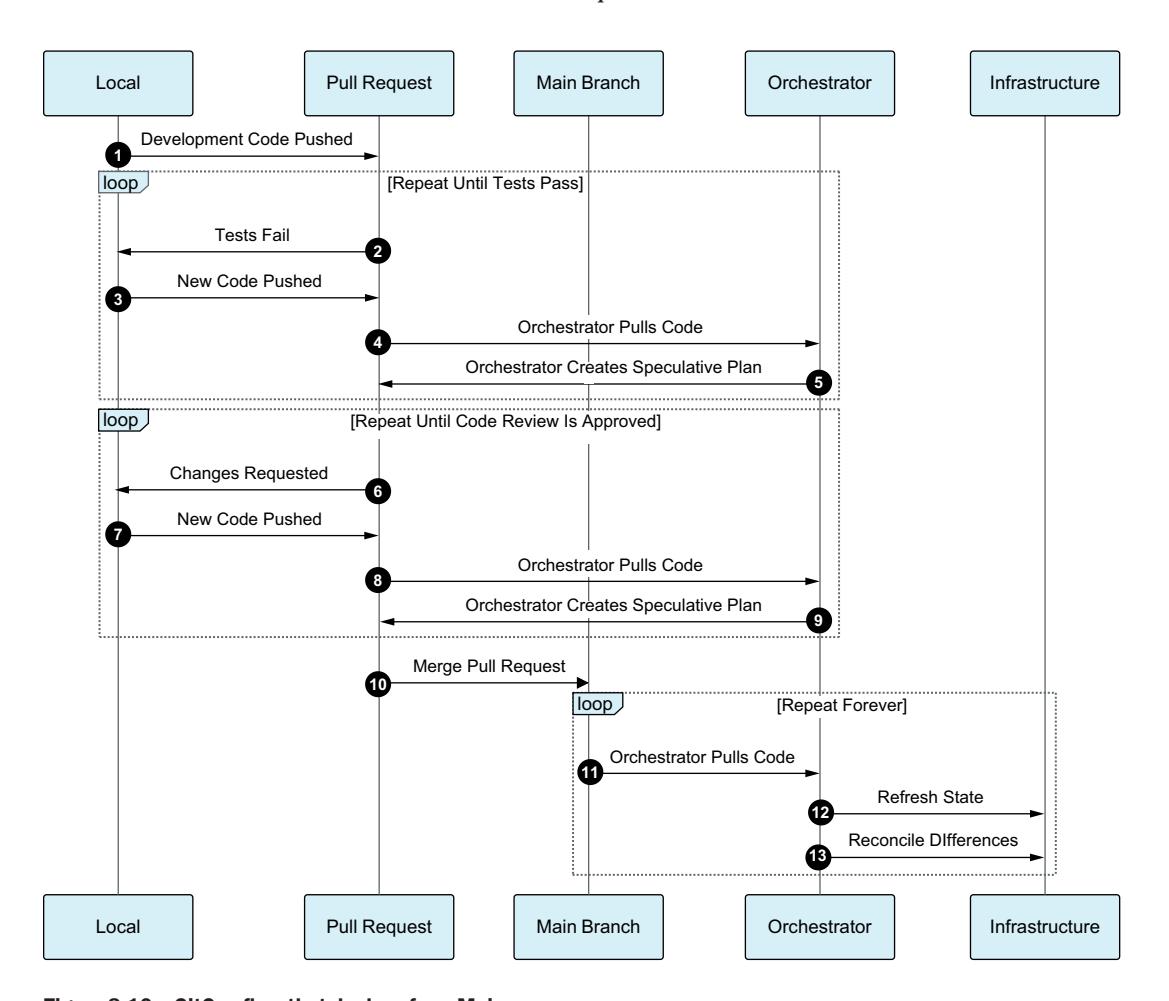 Local
Pull Request
Main Branch
Orchestrator
Infrastructure
Development Code Pushed
1
loop
[Repeat Until Tests Pass]
Tests Fail
2
New Code Pushed
3
Orchestrator Pulls Code
4
Orchestrator Creates Speculative Plan
5
loop
[Repeat Until Code Review Is Approved]
Changes Requested
6
New Code Pushed
7
Orchestrator Pulls Code
8
Orchestrator Creates Speculative Plan
9
Merge Pull Request
10
loop
[Repeat Forever]
Orchestrator Pulls Code
11
Refresh State
12
Reconcile DIfferences
13
Local
Pull Request
Main Branch
Orchestrator
Infrastructure